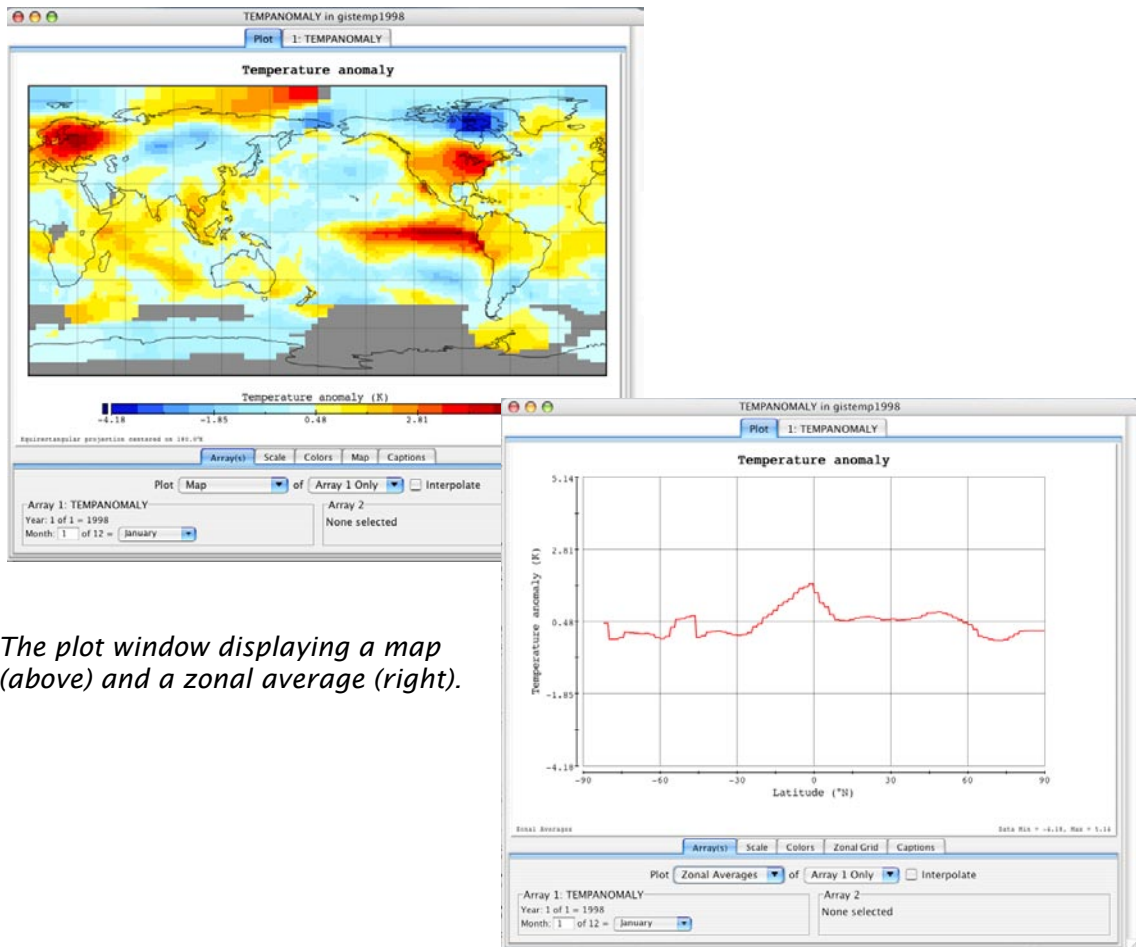 TEMPANOMALY in gistemp1998
Plot 1: TEMPANOMALY
Temperature anomaly
Temperature anomaly (K)
-4.18 -1.85 0.48 2.81
Equirectangular projection centered on 180.0°E
Array(s) Scale Colors Map Captions
Plot Map of Array 1 Only Interpolate
Array 1: TEMPANOMALY
Year: 1 of 1 = 1998
Month: 1 of 12 = January
Array 2
None selected
The plot window displaying a map
(above) and a zonal average (right).
TEMPANOMALY in gistemp1998
Plot 1: TEMPANOMALY
Temperature anomaly
5.14
2.81
0.48
-1.85
-4.18
Temperature anomaly (K)
-90 -60 -30 0 30 60 90
Latitude (°N)
Zonal Averages
Data Min = -4.18, Max = 5.14
Array(s) Scale Colors Zonal Grid Captions
Plot Zonal Averages of Array 1 Only Interpolate
Array 1: TEMPANOMALY
Year: 1 of 1 = 1998
Month: 1 of 12 = January
Array 2
None selected